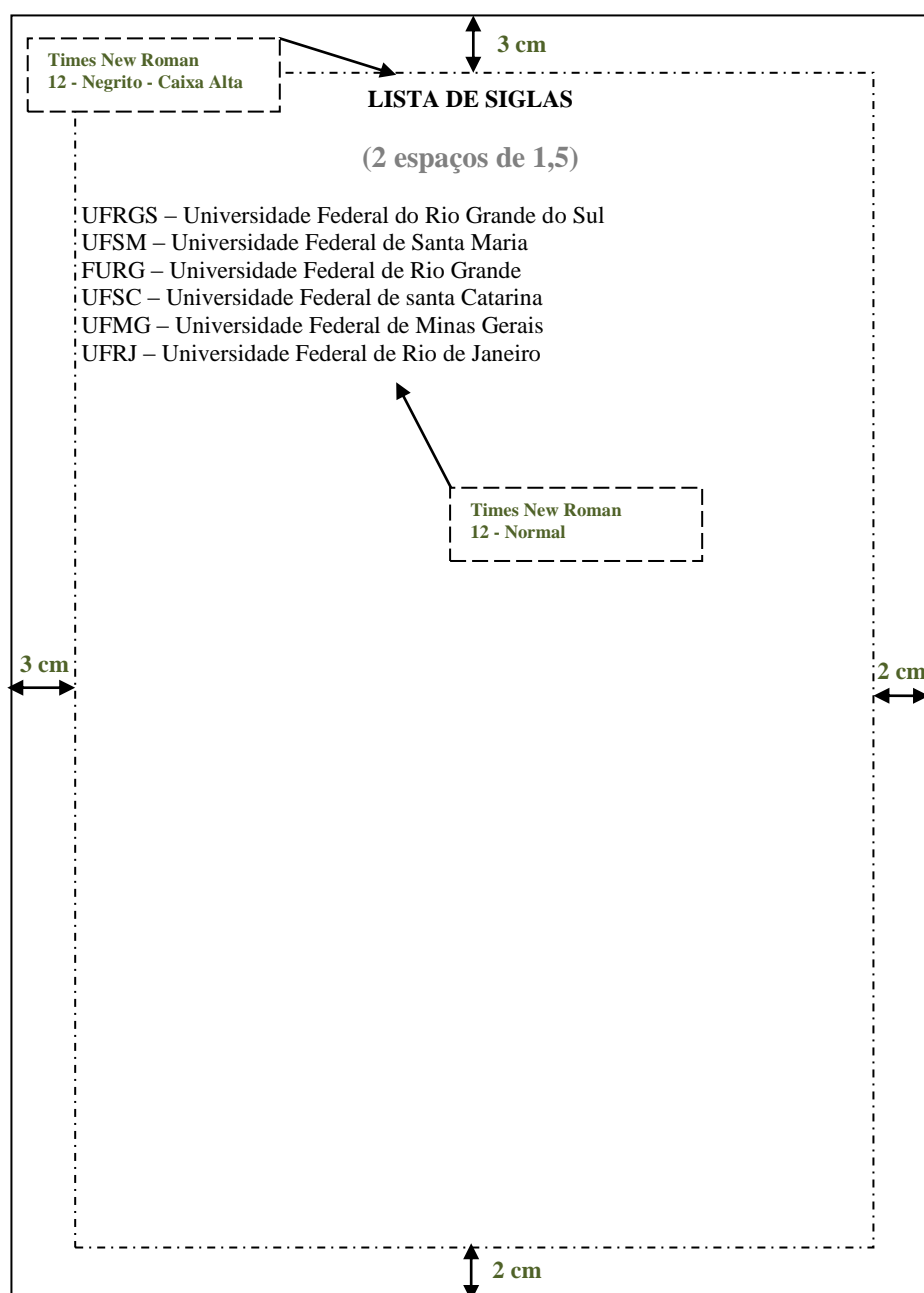 3 cm
Times New Roman
12 - Negrito - Caixa Alta
LISTA DE SIGLAS
(2 espaços de 1,5)
UFRGS – Universidade Federal do Rio Grande do Sul
UFSM – Universidade Federal de Santa Maria
FURG – Universidade Federal de Rio Grande
UFSC – Universidade Federal de santa Catarina
UFMG – Universidade Federal de Minas Gerais
UFRJ – Universidade Federal de Rio de Janeiro
Times New Roman
12 - Normal
3 cm
2 cm
2 cm